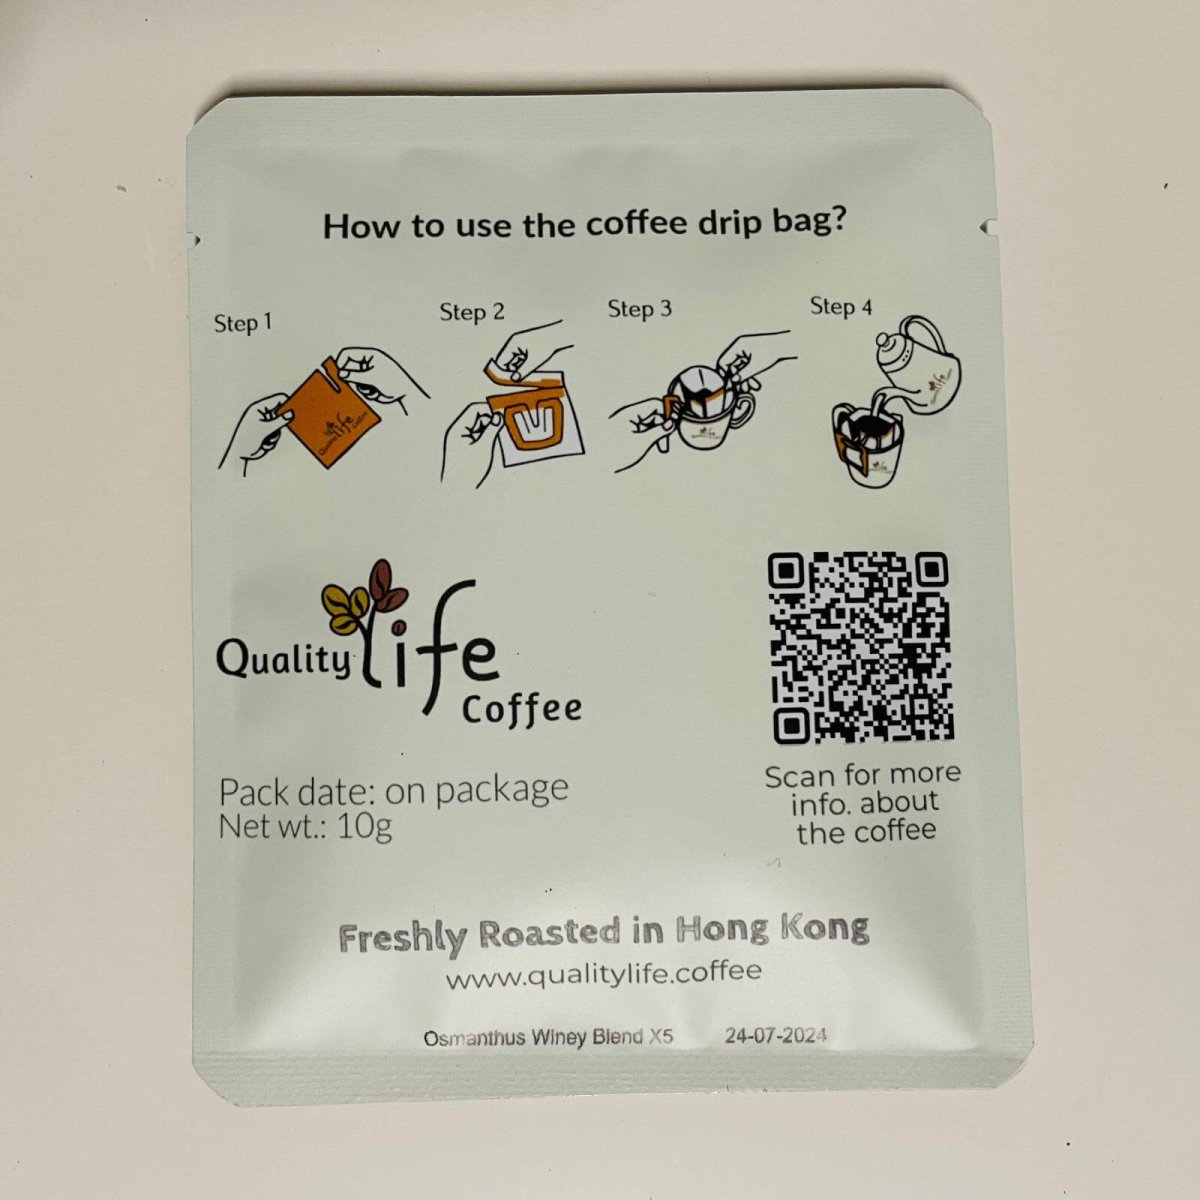 How to use the coffee drip bag?
Step 1
Step 2
Step 3
Step 4
Quality life
Coffee
Pack date: on package
Net wt.: 10g
Scan for more
info. about
the coffee
Freshly Roasted in Hong Kong
www.qualitylife.coffee
Osmanthus Winey Blend X5 24-07-2024